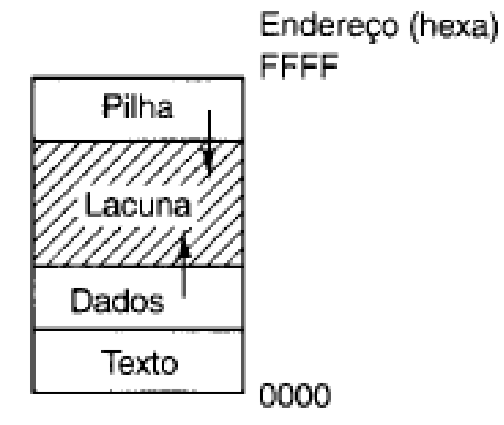 Endereço (hexa)
FFFF
Pilha
Lacuna
Dados
Texto
0000